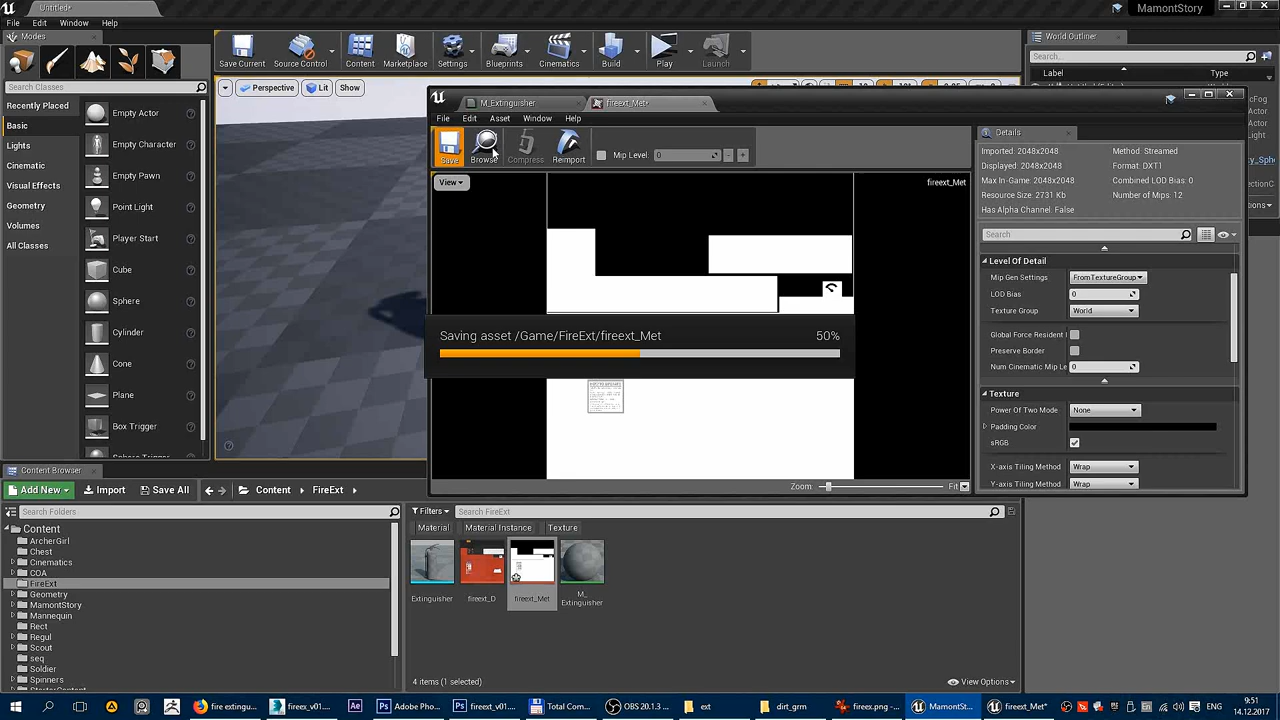 Untitled*
MamontStory
File Edit Window Help
Modes
Search Classes
Recently Placed
Basic
Lights
Cinematic
Visual Effects
Geometry
Volumes
All Classes
Empty Actor
Empty Character
Empty Pawn
Point Light
Player Start
Cube
Sphere
Cylinder
Cone
Plane
Box Trigger
Sphere Trigger
Save Current
Source Control
Content
Marketplace
Settings
Blueprints
Cinematics
Build
Play
Launch
Perspective
Lit
Show
World Outliner
Search...
Label
Type
M_Extinguisher
fireext_Met*
File Edit Asset Window Help
Save
Browse
Compress
Reimport
Mip Level: 0
View
fireext_Met
Saving asset /Game/FireExt/fireext_Met 50%
Zoom:
Fit
Details
Imported: 2048x2048
Displayed: 2048x2048
Max In-Game: 2048x2048
Resource Size: 2731 Kb
Has Alpha Channel: False
Method: Streamed
Format: DXT1
Combined LOD Bias: 0
Number of Mips: 12
Search
Level Of Detail
Mip Gen Settings FromTextureGroup
LOD Bias 0
Texture Group World
Global Force Resident
Preserve Border
Num Cinematic Mip Le 0
Texture
Power Of Two Mode None
Padding Color
sRGB
X-axis Tiling Method Wrap
Y-axis Tiling Method Wrap
Content Browser
Add New
Import
Save All
Content
FireExt
Search Folders
Content
ArcherGirl
Chest
Cinematics
COA
FireExt
Geometry
MamontStory
Mannequin
Rect
Regul
Scout
seq
Soldier
Spinners
StarterContent
Filters
Search FireExt
Material
Material Instance
Texture
Extinguisher
fireext_D
fireext_Met
M_
Extinguisher
4 items (1 selected)
View Options
fire extingu...
firex_v01...
Adobe Pho...
fireext_v01...
Total Com...
OBS 20.1.3 ...
ext
dirt_grm
fireex.png -...
MamontSt...
fireext_Met*
ENG
9:51
14.12.2017